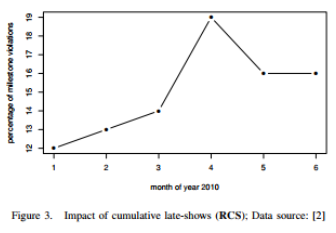 percentage of milestone violations
19
18
17
16
15
14
13
12
1 2 3 4 5 6
month of year 2010
Figure 3. Impact of cumulative late-shows (RCS); Data source: [2]